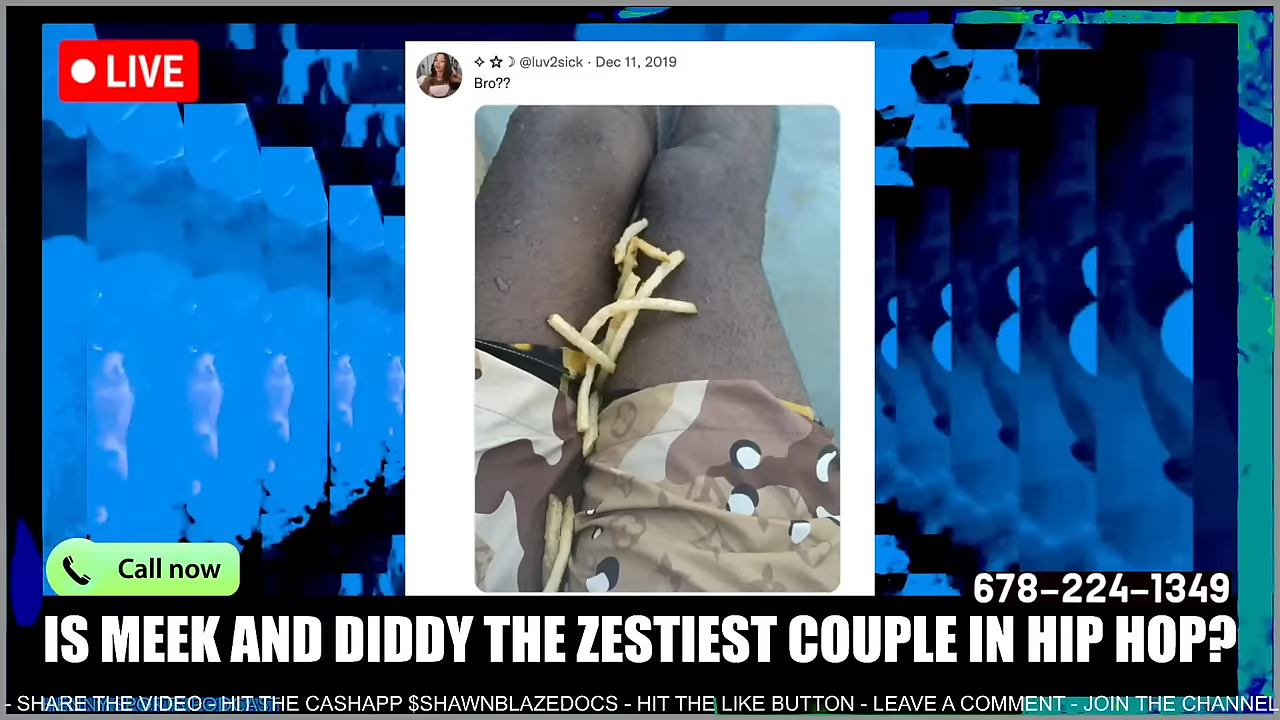 LIVE
✧ ☆ ☽ @luv2sick · Dec 11, 2019
Bro??
Call now
678-224-1349
IS MEEK AND DIDDY THE ZESTIEST COUPLE IN HIP HOP?
- SHARE THE VIDEO - HIT THE CASHAPP $SHAWNBLAZEDOCS - HIT THE LIKE BUTTON - LEAVE A COMMENT - JOIN THE CHANNEL